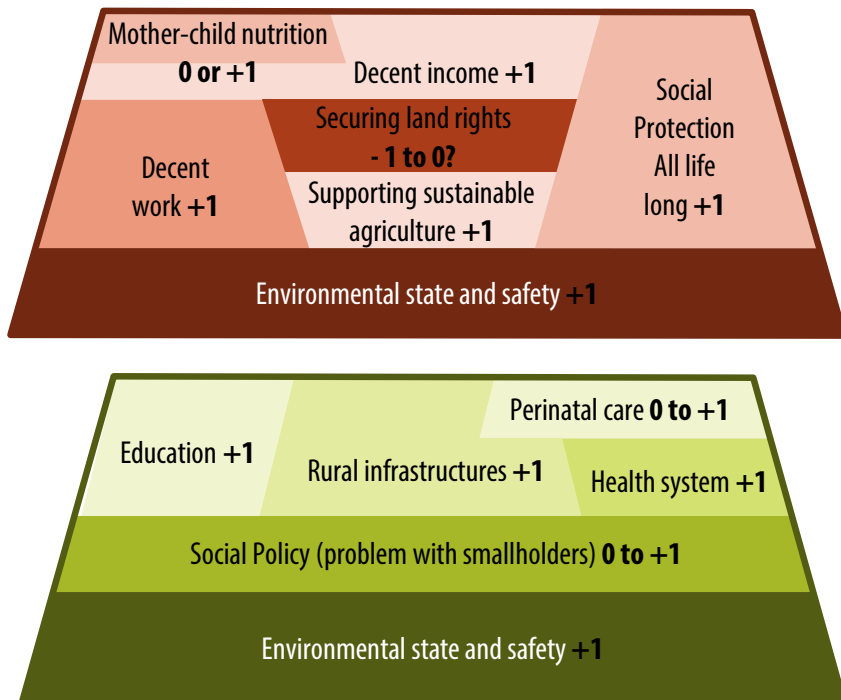 Mother-child nutrition
0 or +1
Decent income +1
Social
Protection
All life
long +1
Securing land rights
- 1 to 0?
Decent
work +1
Supporting sustainable
agriculture +1
Environmental state and safety +1
Perinatal care 0 to +1
Education +1
Rural infrastructures +1
Health system +1
Social Policy (problem with smallholders) 0 to +1
Environmental state and safety +1